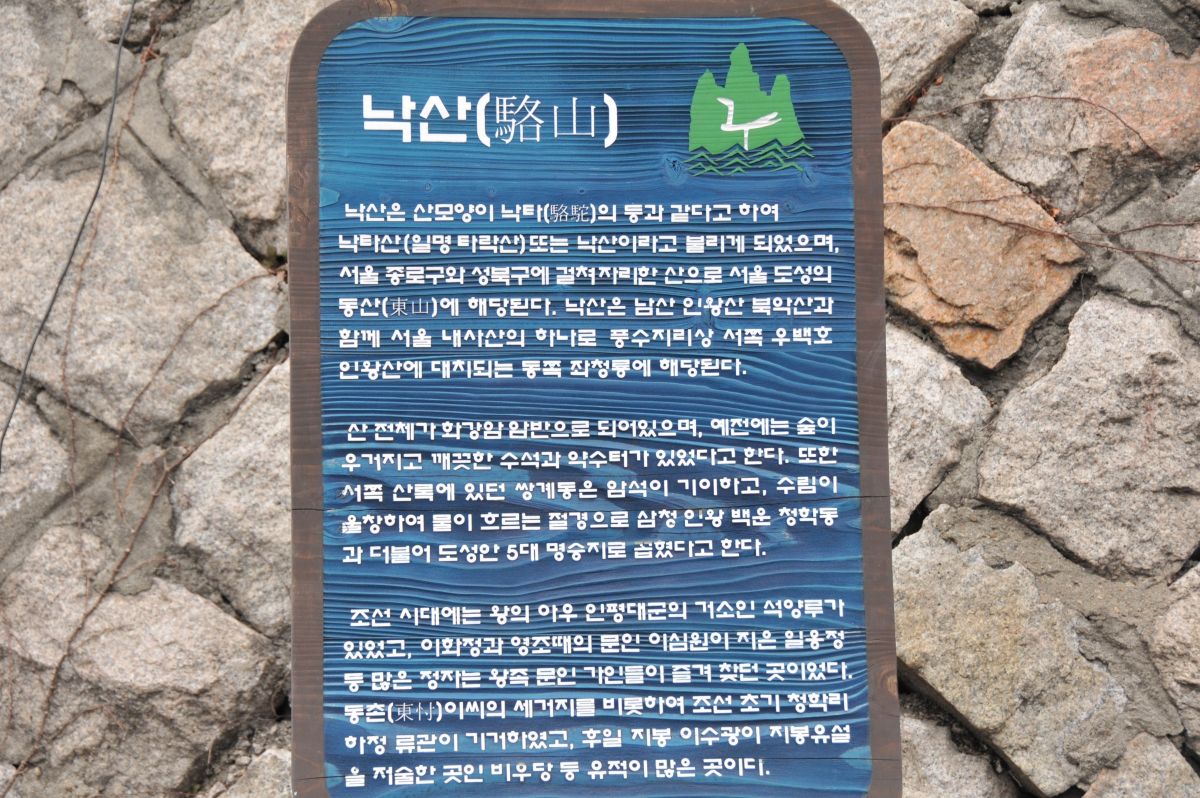 낙산(駱山)
낙산은 산모양이 낙타(駱駝)의 등과 같다고 하여
낙타산(일명 타락산)또는 낙산이라고 불리게 되었으며,
서울 종로구와 성북구에 걸쳐자리한 산으로 서울 도성의
동산(東山)에 해당된다. 낙산은 남산 인왕산 북악산과
함께 서울 내사산의 하나로 풍수지리상 서쪽 우백호
인왕산에 대치되는 동쪽 좌청룡에 해당된다.
산 전체가 화강암 암반으로 되어있으며, 예전에는 숲이
우거지고 깨끗한 수석과 약수터가 있었다고 한다. 또한
서쪽 산록에 있던 쌍계동은 암석이 기이하고, 수림이
울창하여 물이 흐르는 절경으로 삼청 인왕 백운 청학동
과 더불어 도성안 5대 명승지로 꼽혔다고 한다.
조선 시대에는 왕의 아우 인평대군의 거소인 석양루가
있었고, 이화정과 영조때의 문인 이심원이 지은 일옹정
등 많은 정자는 왕족 문인 가인들이 즐겨 찾던 곳이었다.
동촌(東忖)이씨의 세거지를 비롯하여 조선 초기 청학리
하정 류관이 기거하였고, 후일 지봉 이수광이 지봉유설
을 저술한 곳인 비우당 등 유적이 많은 곳이다.